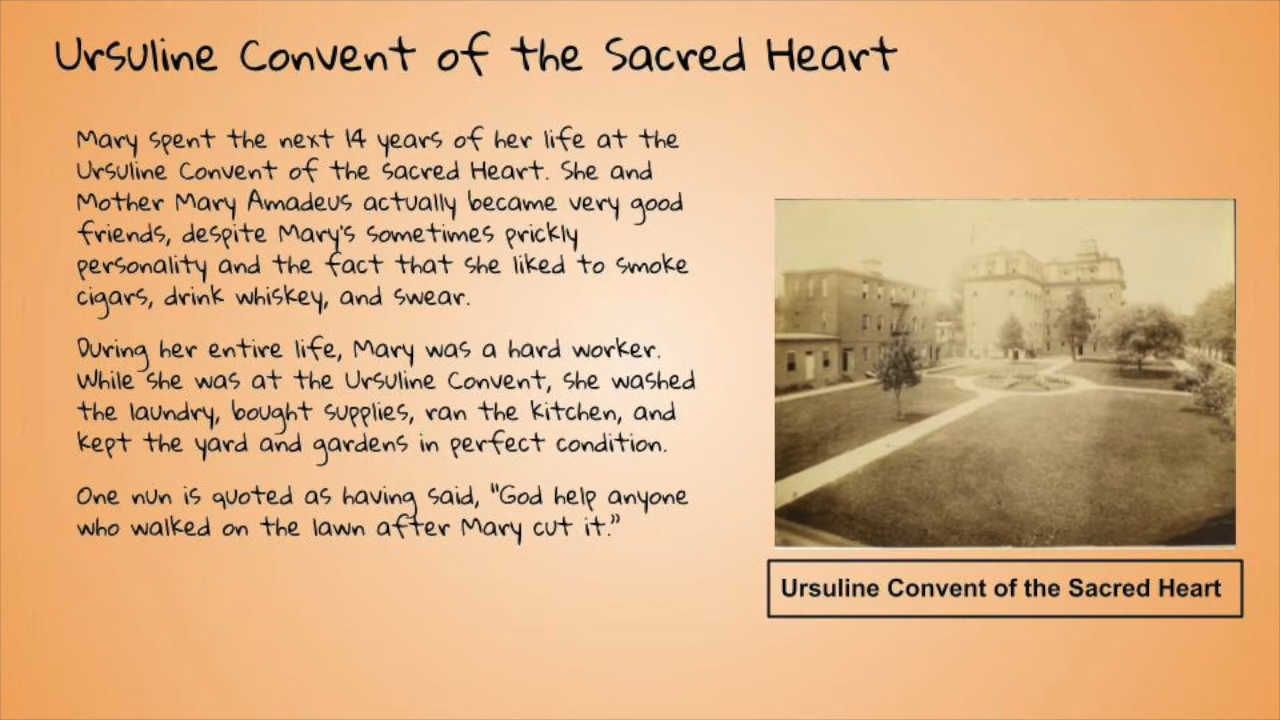 Ursuline Convent of the Sacred Heart
Mary spent the next 14 years of her life at the
Ursuline Convent of the Sacred Heart. She and
Mother Mary Amadeus actually became very good
friends, despite Mary's sometimes prickly
personality and the fact that she liked to smoke
cigars, drink whiskey, and swear.
During her entire life, Mary was a hard worker.
While she was at the Ursuline Convent, she washed
the laundry, bought supplies, ran the kitchen, and
kept the yard and gardens in perfect condition.
One nun is quoted as having said, "God help anyone
who walked on the lawn after Mary cut it."
Ursuline Convent of the Sacred Heart